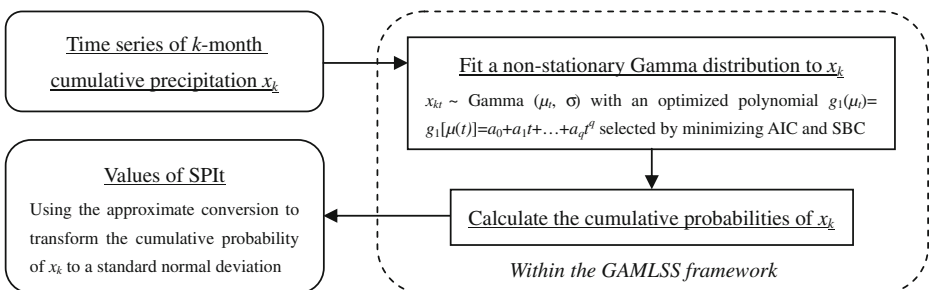 Time series of k-month
cumulative precipitation xₖ
Fit a non-stationary Gamma distribution to xₖ
xₖₜ ~ Gamma (μₜ, σ) with an optimized polynomial g₁(μₜ)=
g₁[μ(t)]=a₀+a₁t+…+a_qt^q selected by minimizing AIC and SBC
Values of SPIt
Using the approximate conversion to
transform the cumulative probability
of xₖ to a standard normal deviation
Calculate the cumulative probabilities of xₖ
Within the GAMLSS framework